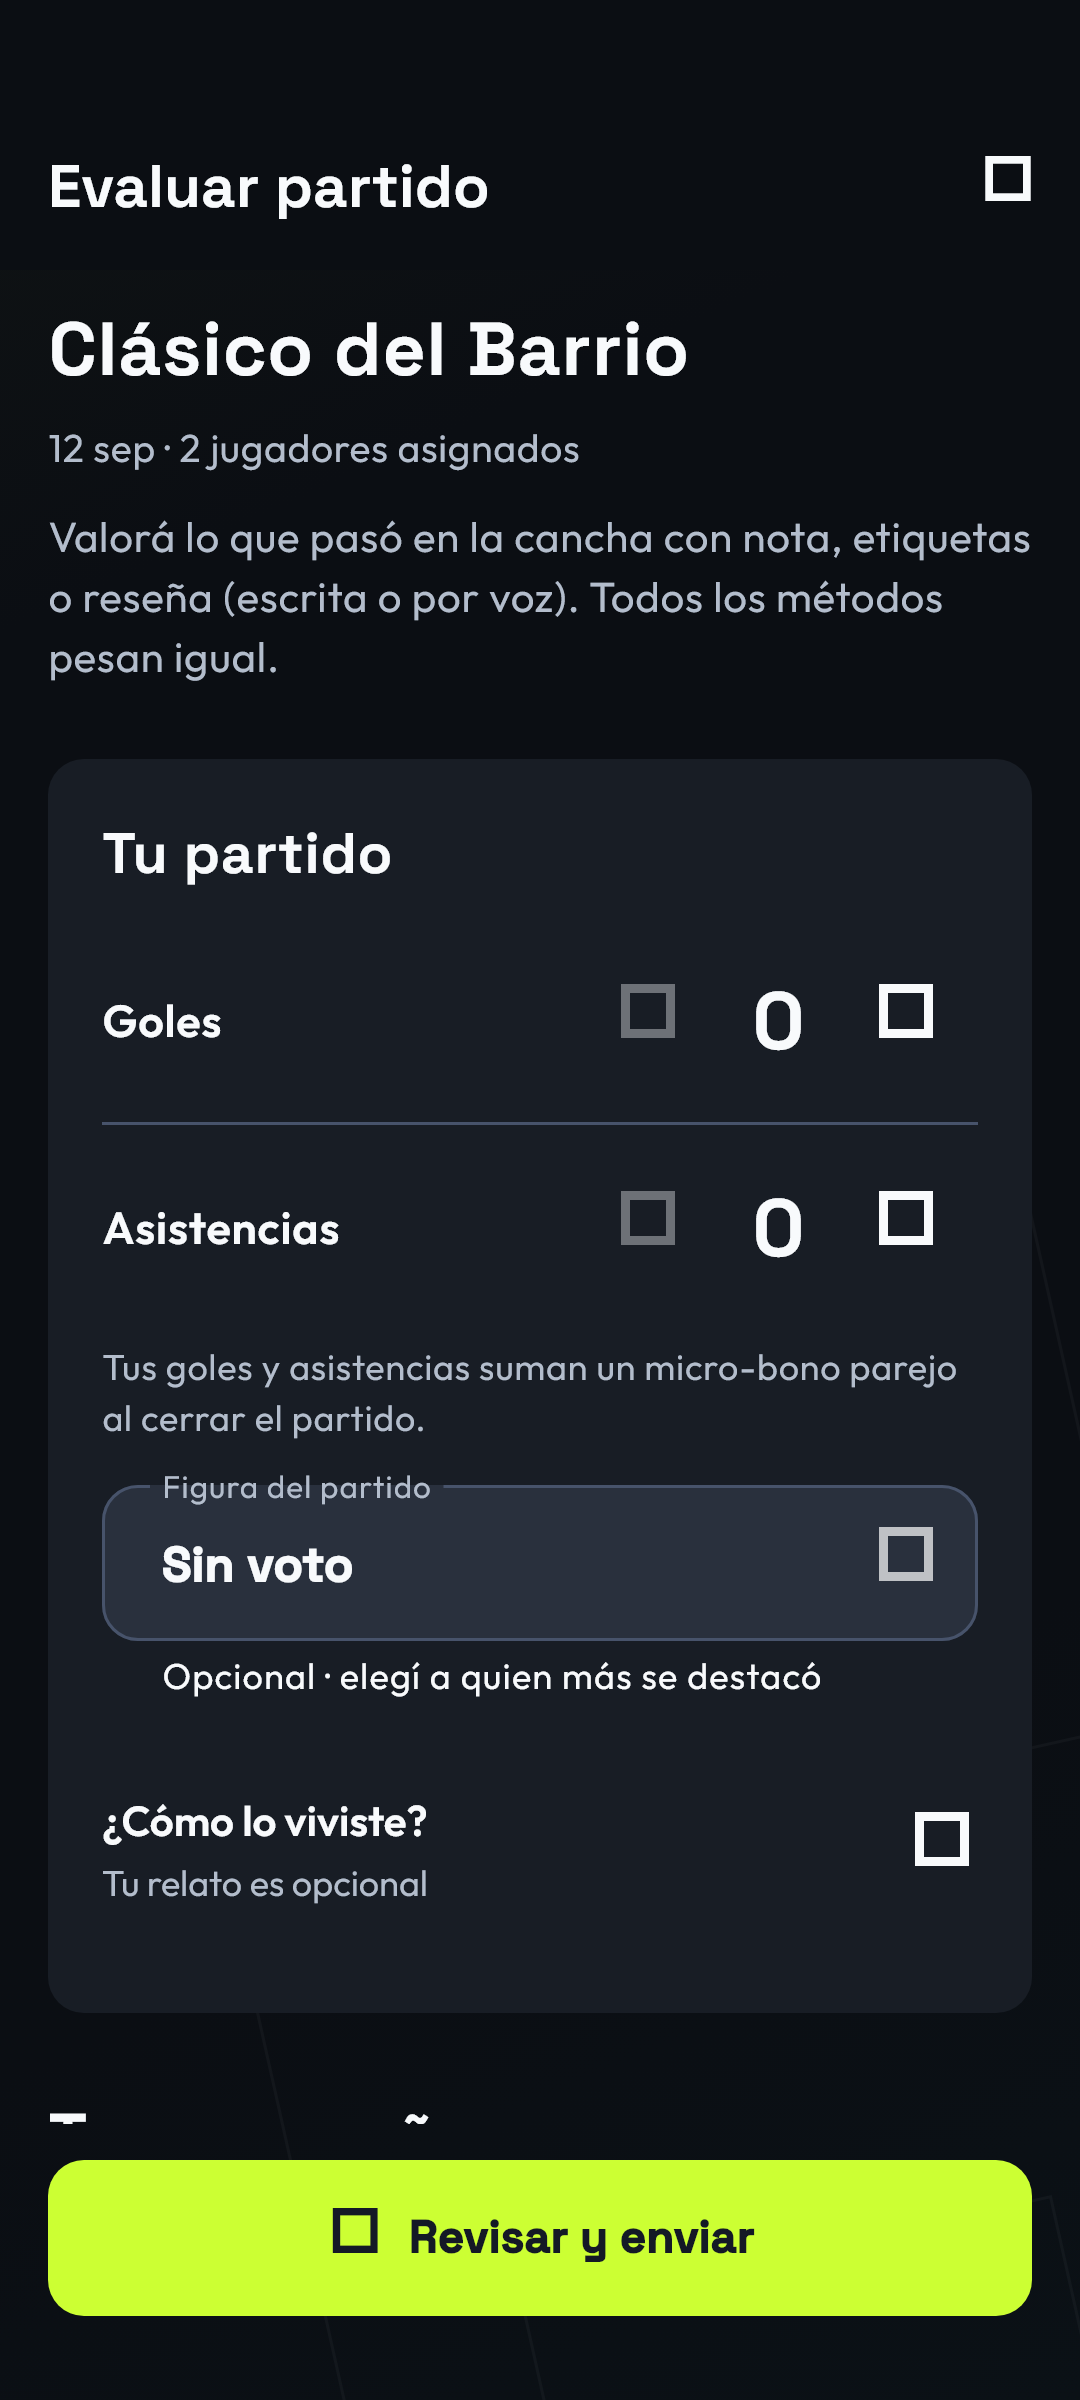 Evaluar partido
Clásico del Barrio
12 sep · 2 jugadores asignados
Valorá lo que pasó en la cancha con nota, etiquetas
o reseña (escrita o por voz). Todos los métodos
pesan igual.
Tu partido
Goles 0
Asistencias 0
Tus goles y asistencias suman un micro-bono parejo
al cerrar el partido.
Figura del partido
Sin voto
Opcional · elegí a quien más se destacó
¿Cómo lo viviste?
Tu relato es opcional
Revisar y enviar